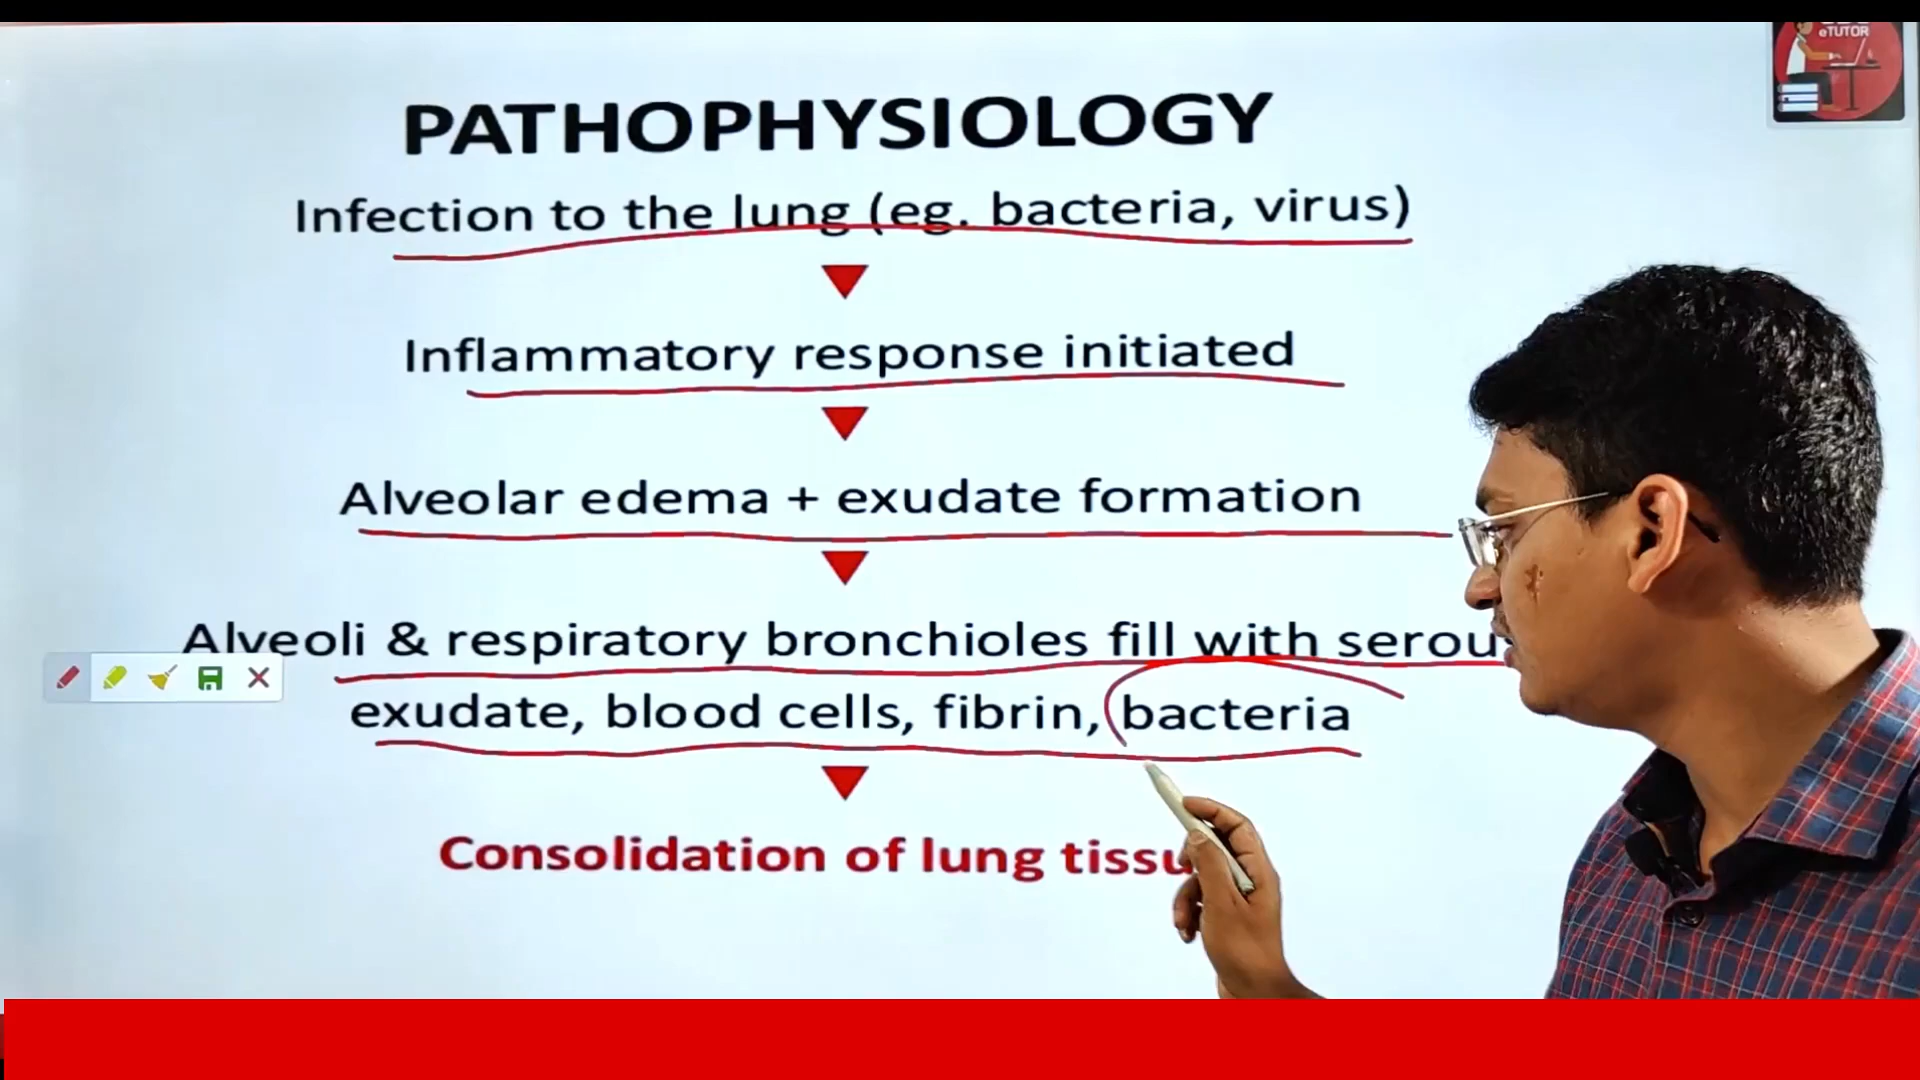 eTUTOR
PATHOPHYSIOLOGY
Infection to the lung (eg. bacteria, virus)
Inflammatory response initiated
Alveolar edema + exudate formation
Alveoli & respiratory bronchioles fill with serou
exudate, blood cells, fibrin, bacteria
Consolidation of lung tissu